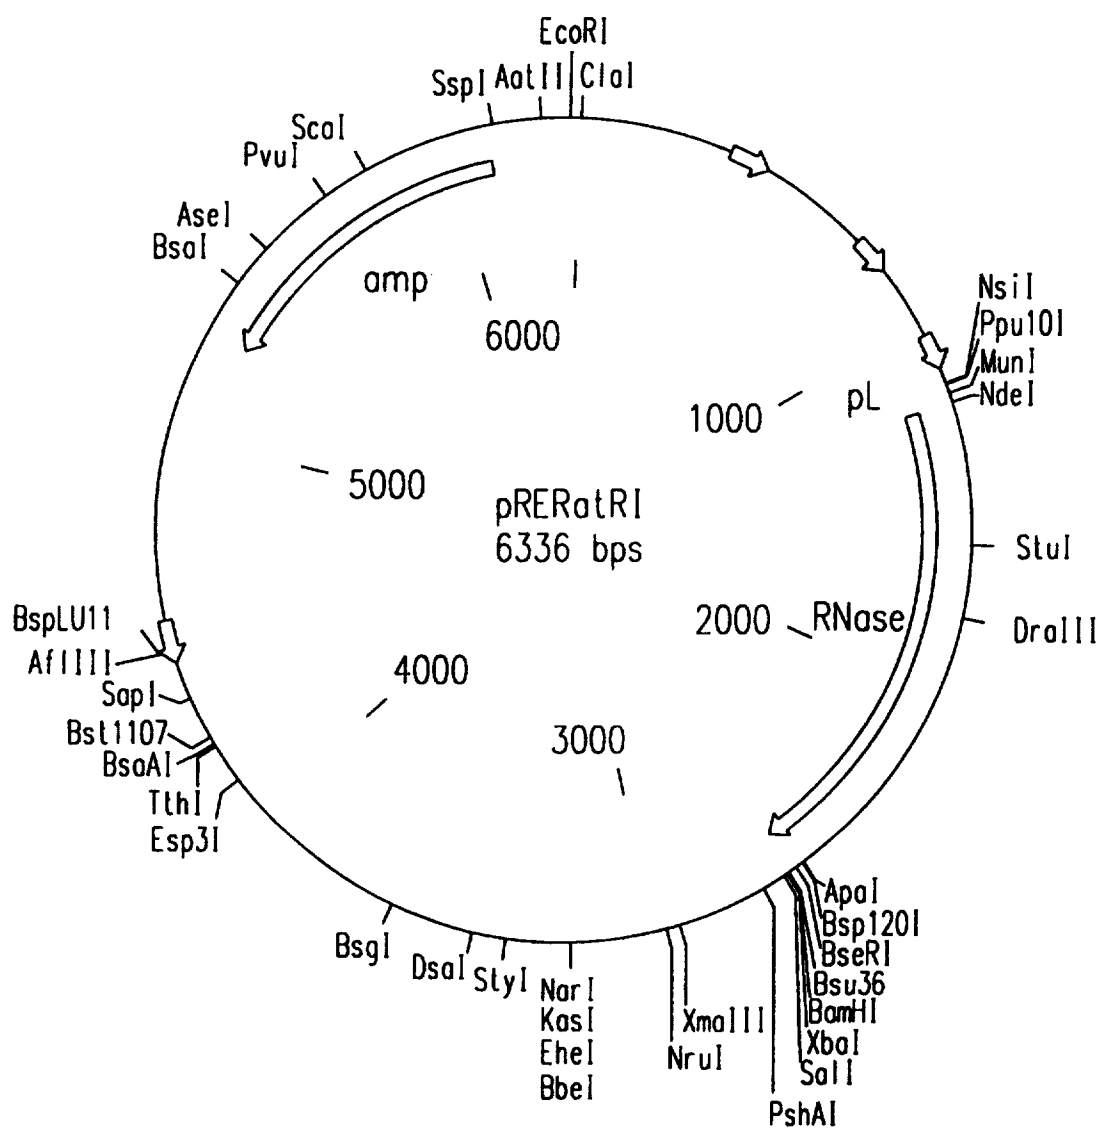 EcoRI
SspI AatII ClaI
ScaI
PvuI
AseI
BsaI
amp
6000
NsiI
Ppu10I
MunI
NdeI
pL
1000
5000
pRERatRI
6336 bps
StuI
2000
RNase
DraIII
BspLU11
AflIII
SapI
4000
Bst1107
BsaAI
TthI
Esp3I
3000
ApaI
Bsp120I
BseRI
Bsu36
BamHI
XbaI
SalI
PshAI
BsgI
DsaI
StyI
NarI
KasI
EheI
BbeI
XmaIII
NruI